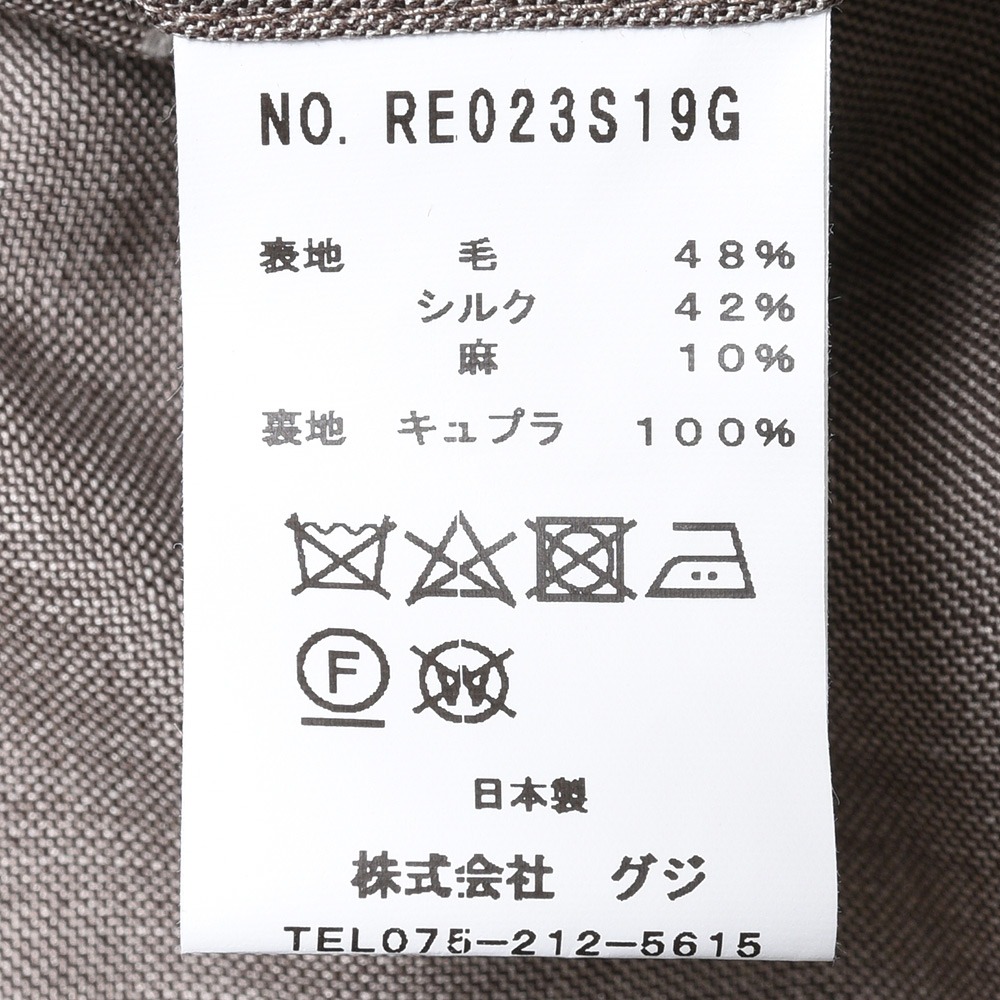 NO. RE023S19G
表地 毛 48%
シルク 42%
麻 10%
裏地 キュプラ 100%
F
W
日本製
株式会社 グジ
TEL075-212-5615